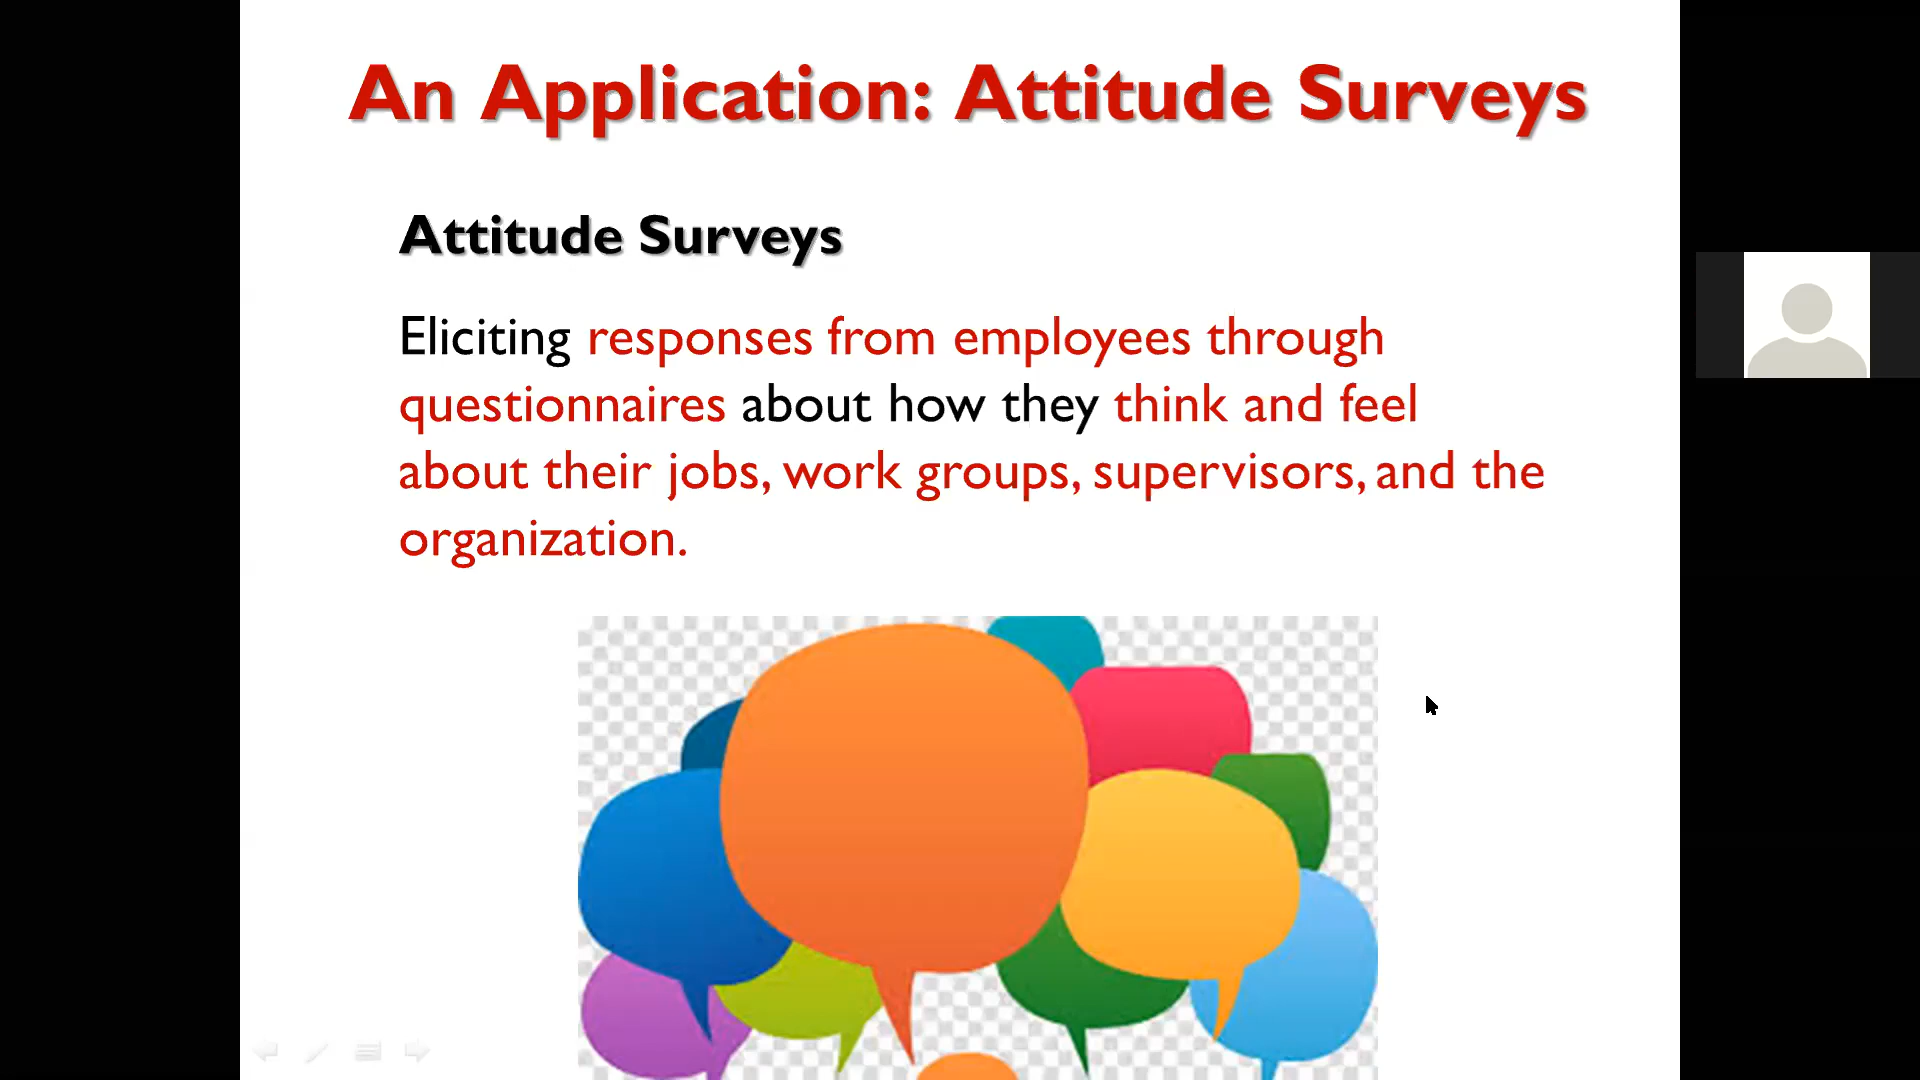 An Application: Attitude Surveys
Attitude Surveys
Eliciting responses from employees through
questionnaires about how they think and feel
about their jobs, work groups, supervisors, and the
organization.